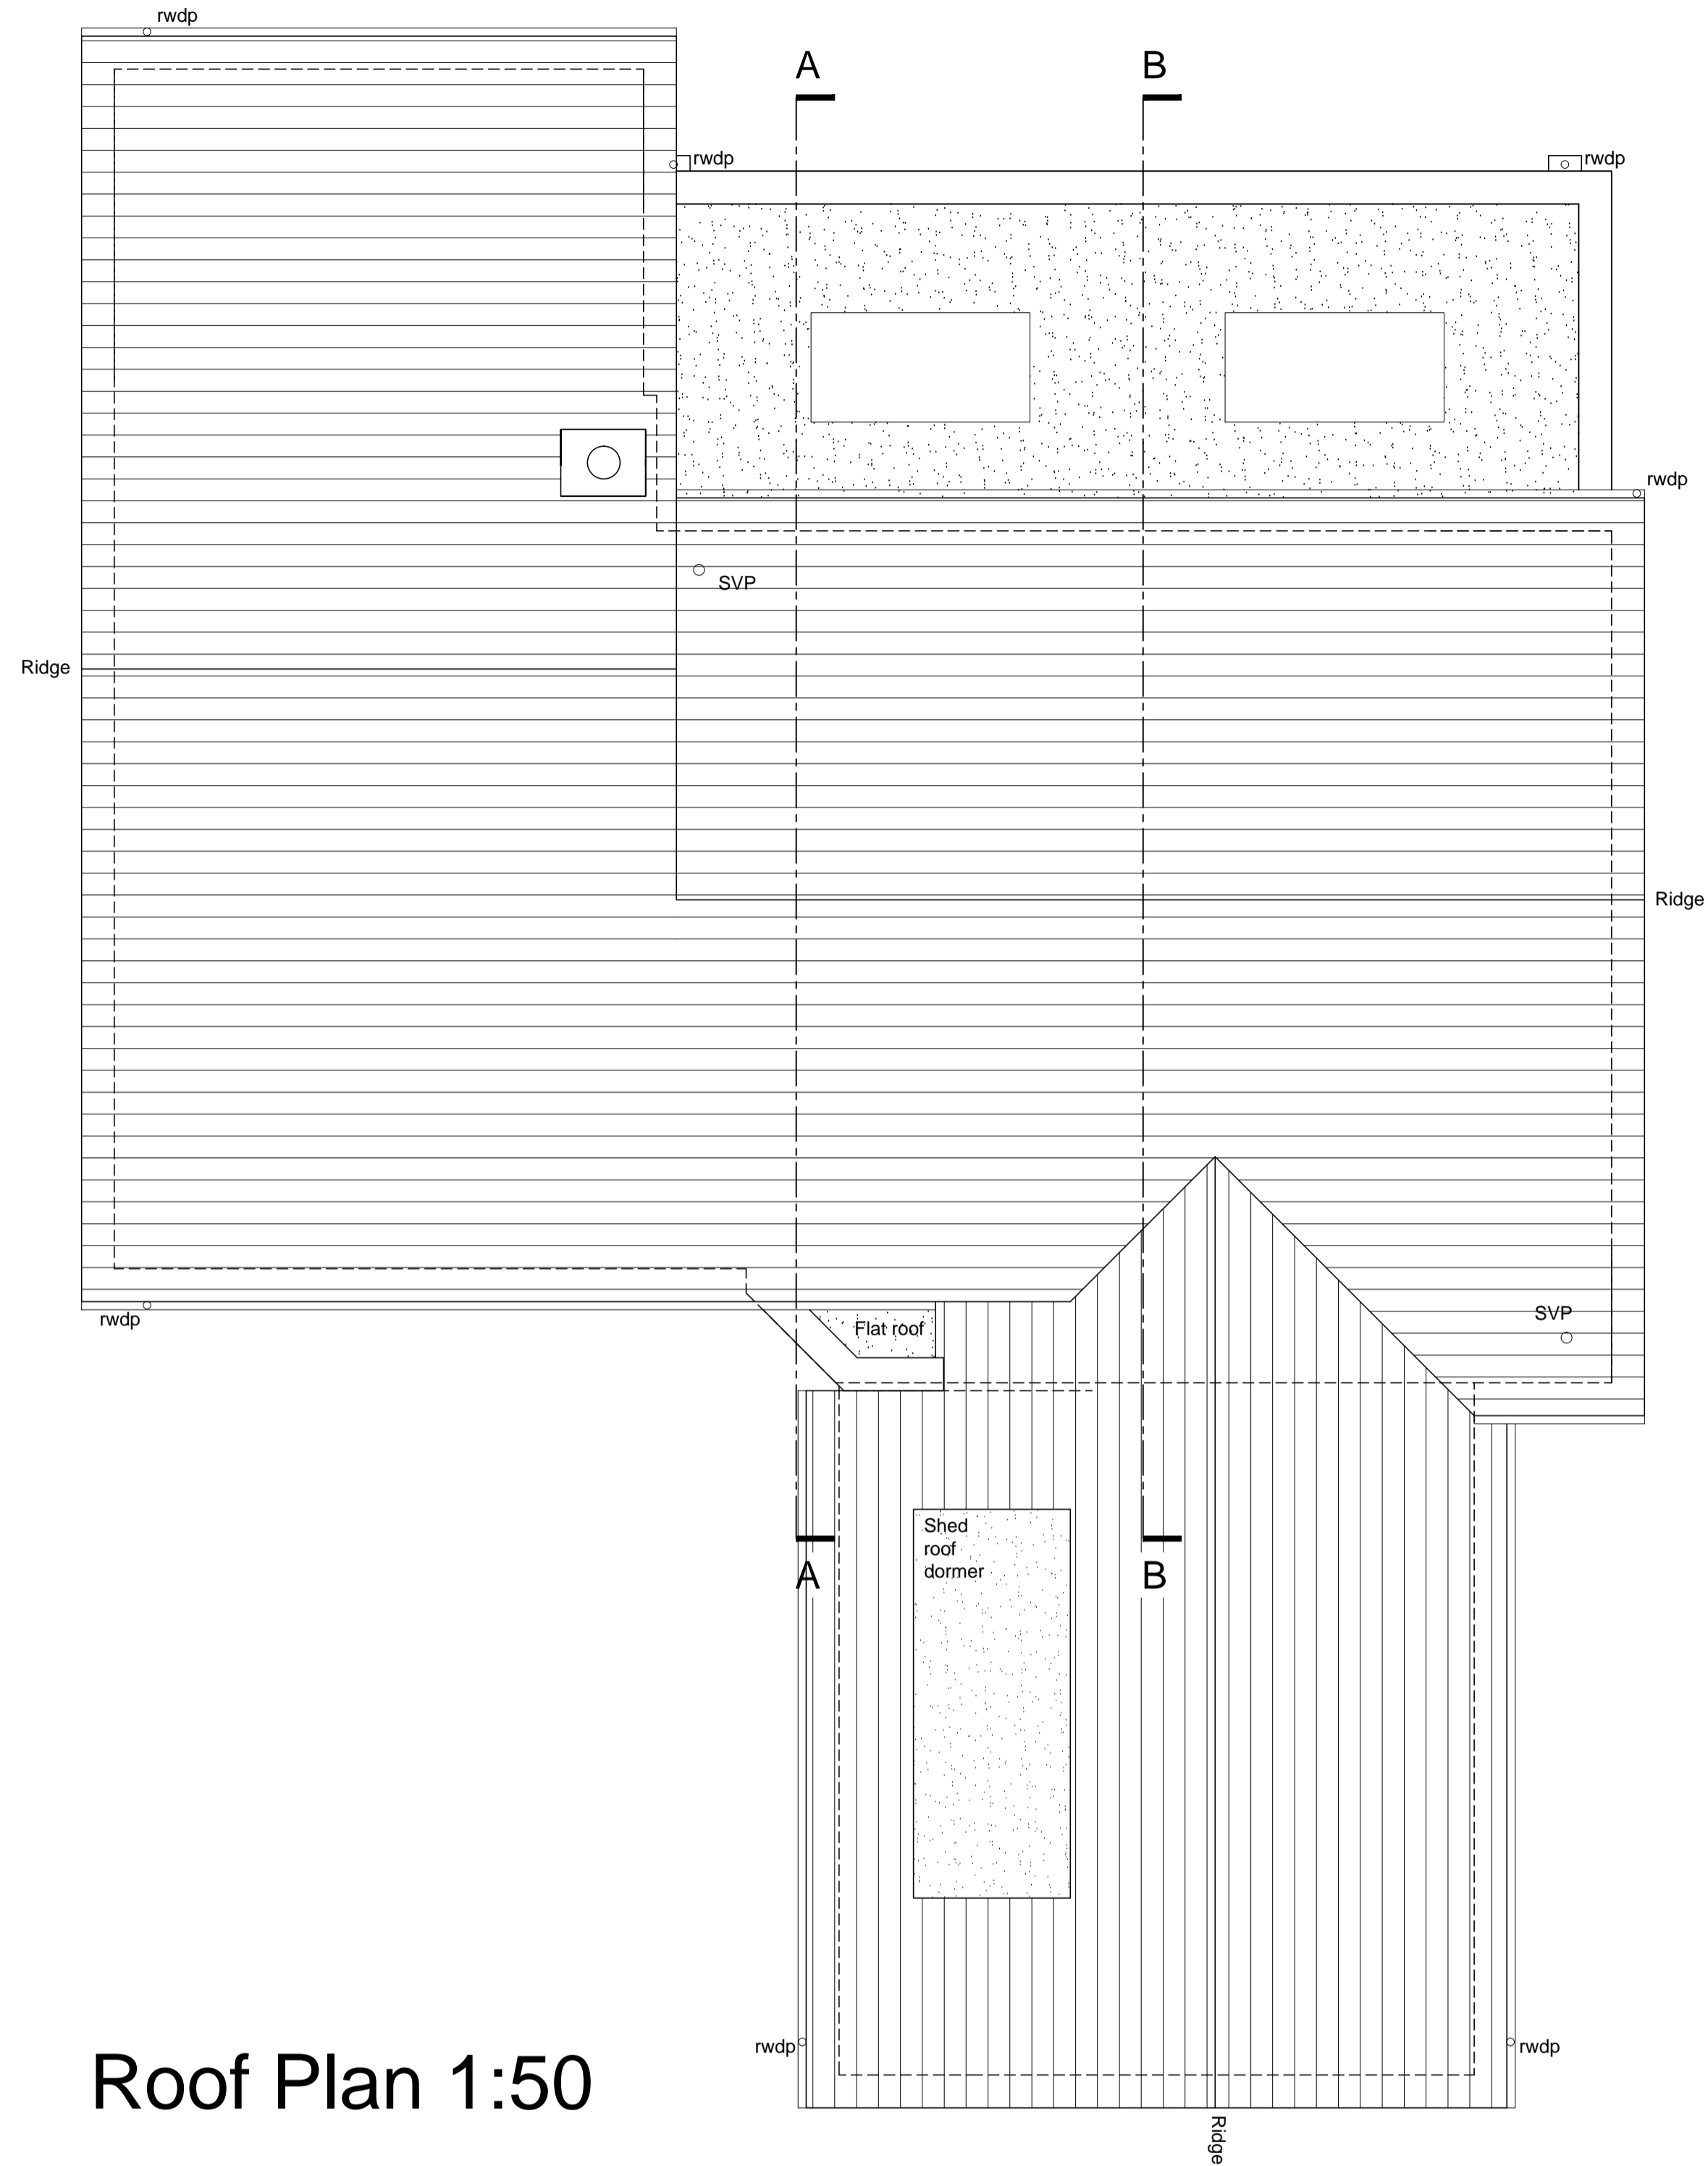 rwdp
A
B
rwdp
rwdp
rwdp
SVP
Ridge
Ridge
rwdp
Flat roof
SVP
Shed
roof
dormer
A
B
rwdp
rwdp
Roof Plan 1:50
Ridge